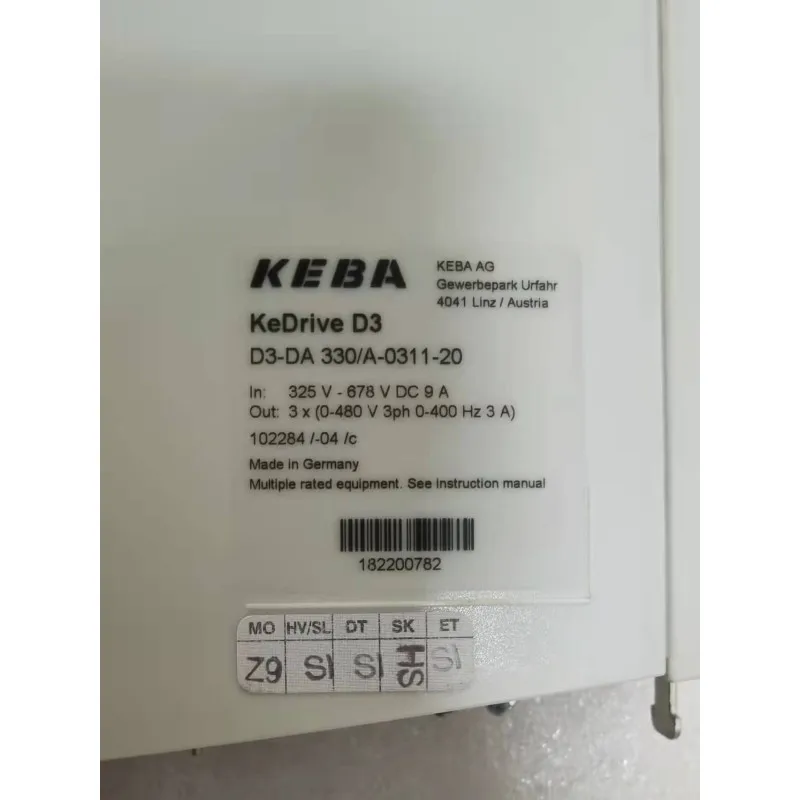 KEBA
KEBA AG
Gewerbepark Urfahr
4041 Linz / Austria
KeDrive D3
D3-DA 330/A-0311-20
In: 325 V - 678 V DC 9 A
Out: 3 x (0-480 V 3ph 0-400 Hz 3 A)
102284 /-04 /c
Made in Germany
Multiple rated equipment. See Instruction manual
182200782
MO HV/SL DT SK ET
Z9 SI SI SH SI